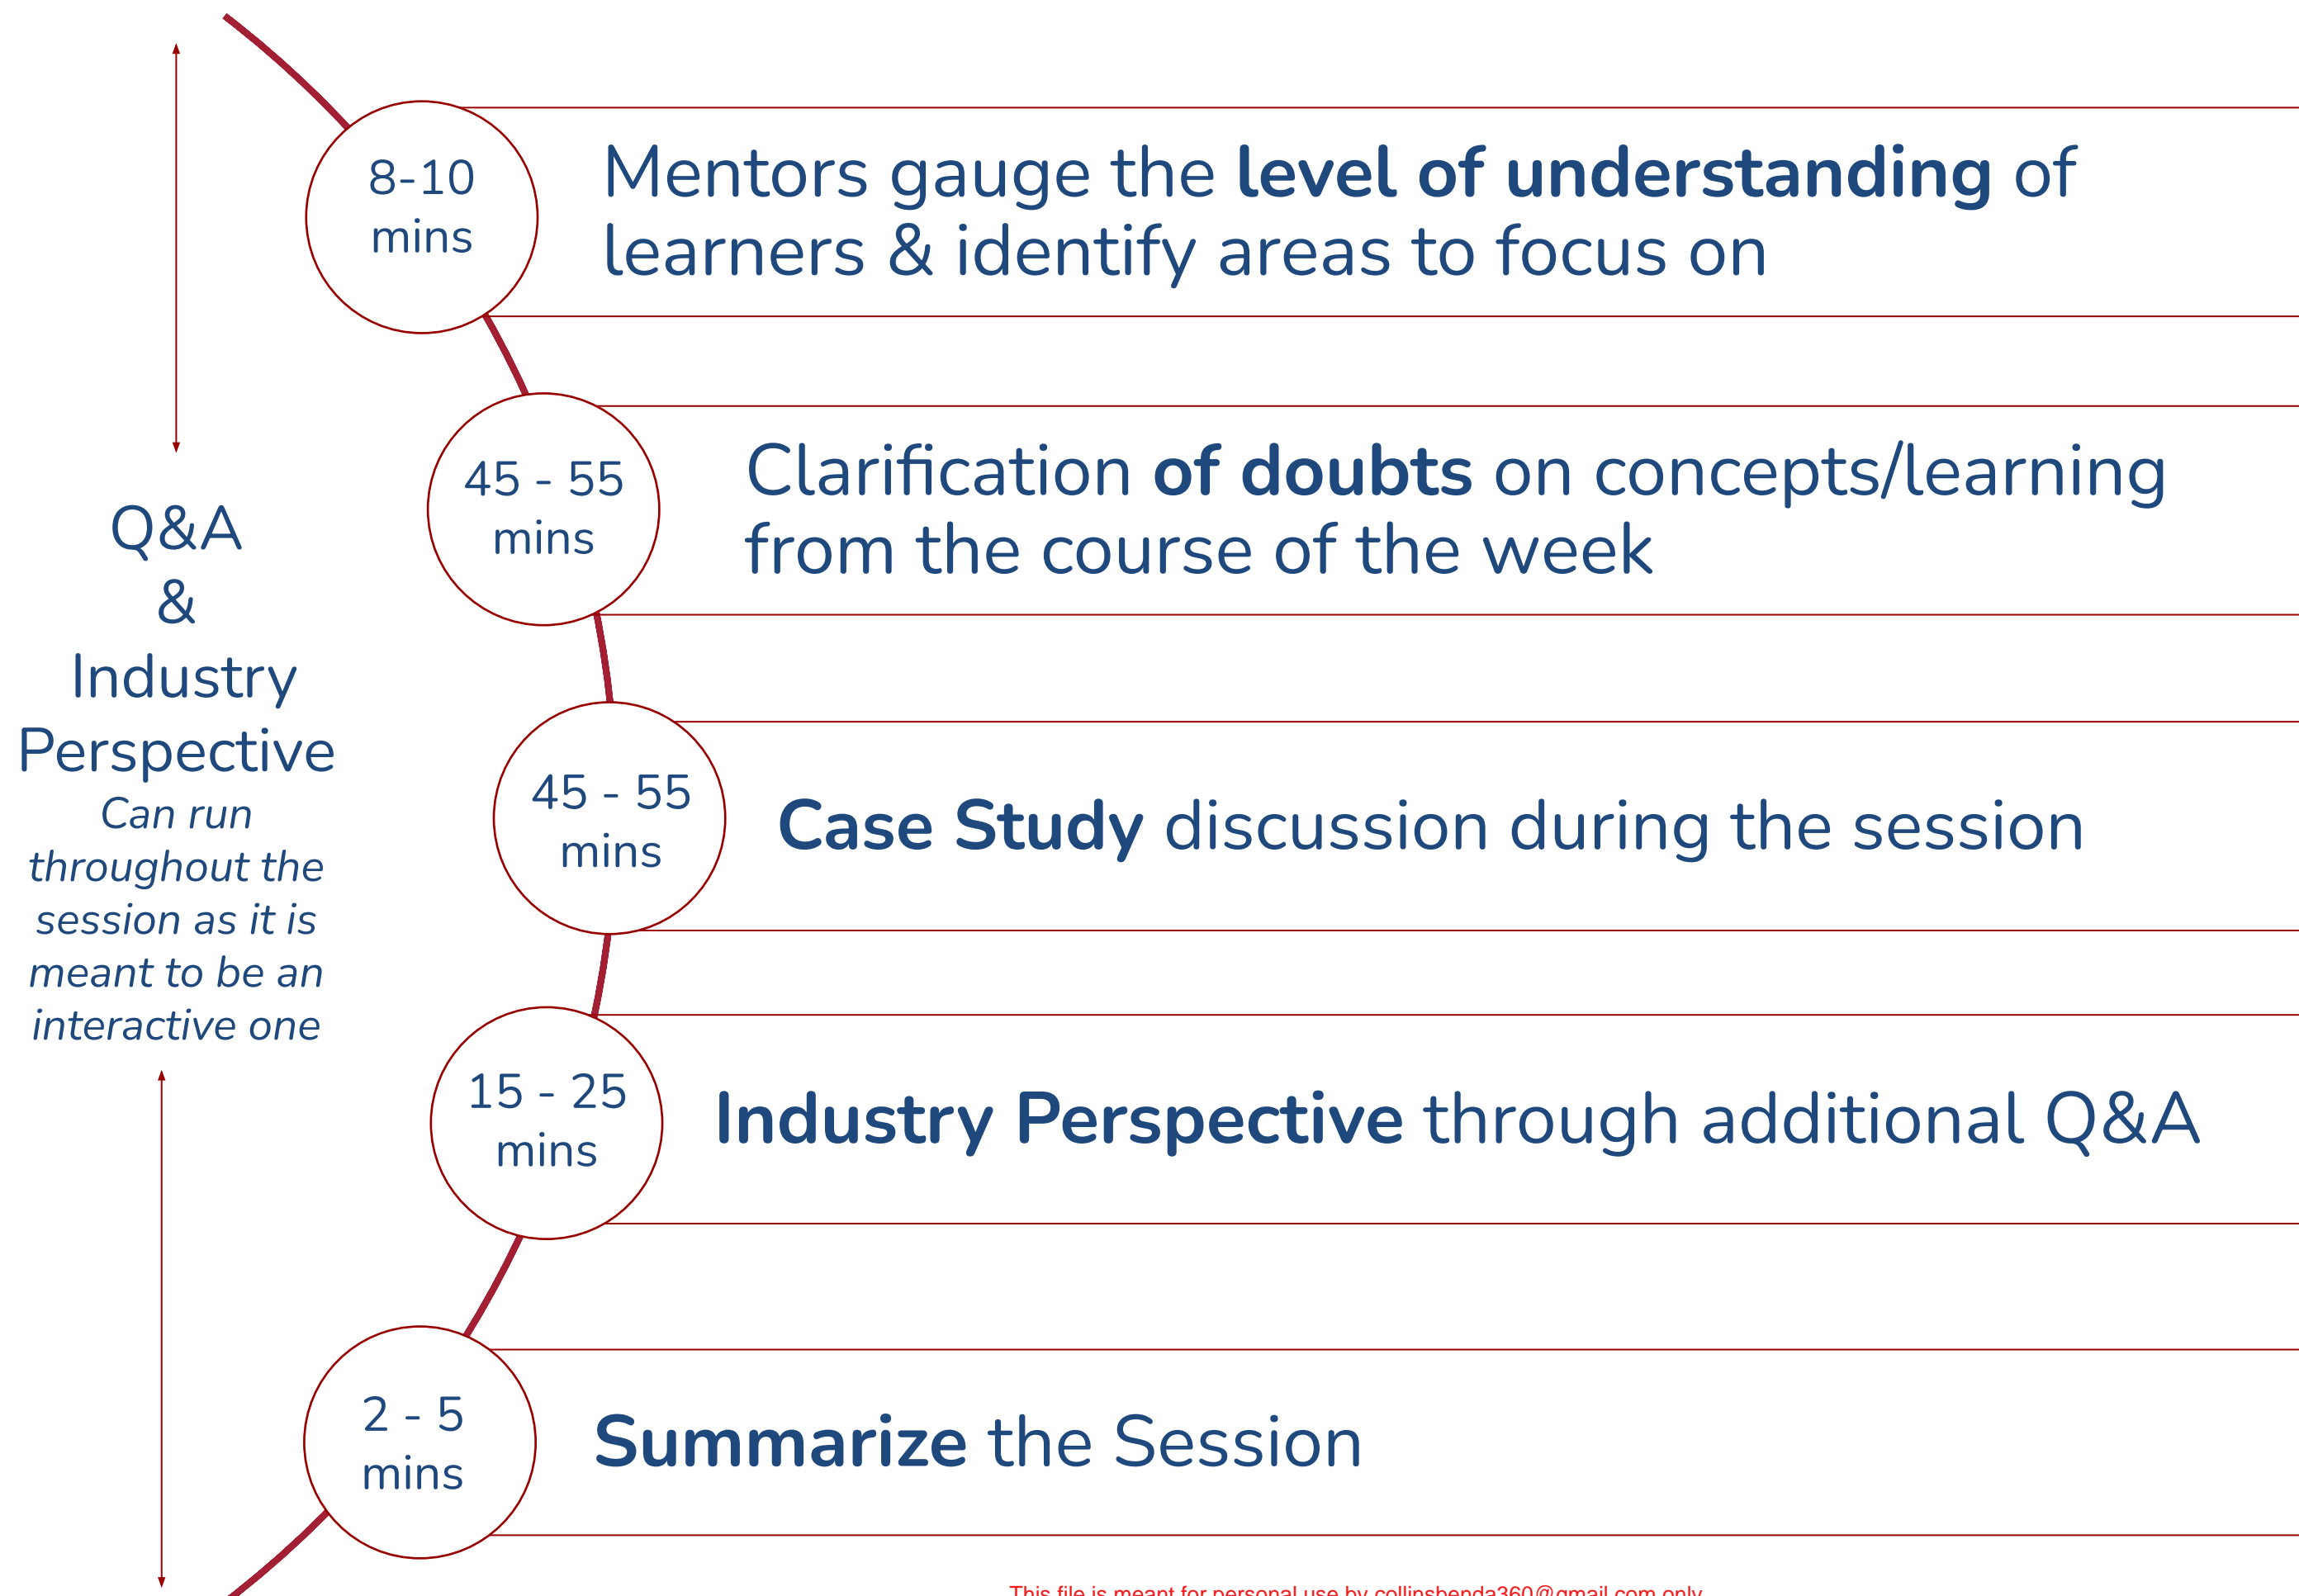 8-10
mins
Mentors gauge the level of understanding of
learners & identify areas to focus on
45 - 55
mins
Clarification of doubts on concepts/learning
from the course of the week
Q&A
&
Industry
Perspective
Can run
throughout the
session as it is
meant to be an
interactive one
45 - 55
mins
Case Study discussion during the session
15 - 25
mins
Industry Perspective through additional Q&A
2 - 5
mins
Summarize the Session
This file is meant for personal use by collinsbenda360@gmail.com only.